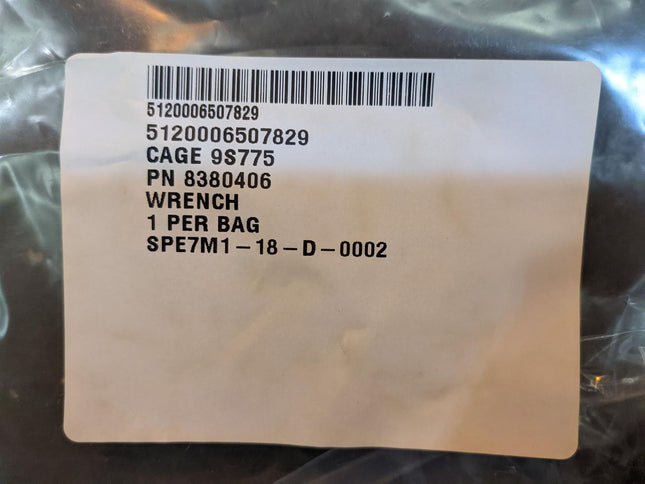 5120006507829
5120006507829
CAGE 9S775
PN 8380406
WRENCH
1 PER BAG
SPE7M1-18-D-0002